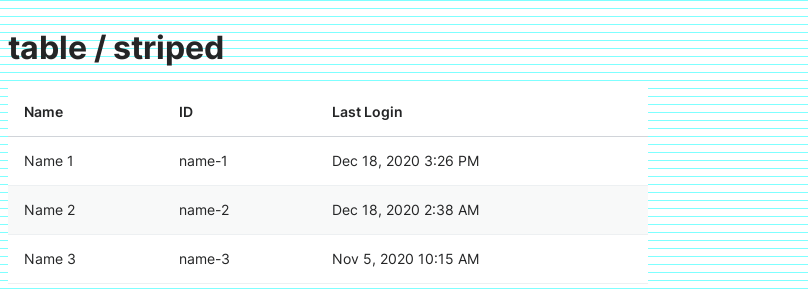 table / striped
Name ID Last Login
Name 1 name-1 Dec 18, 2020 3:26 PM
Name 2 name-2 Dec 18, 2020 2:38 AM
Name 3 name-3 Nov 5, 2020 10:15 AM